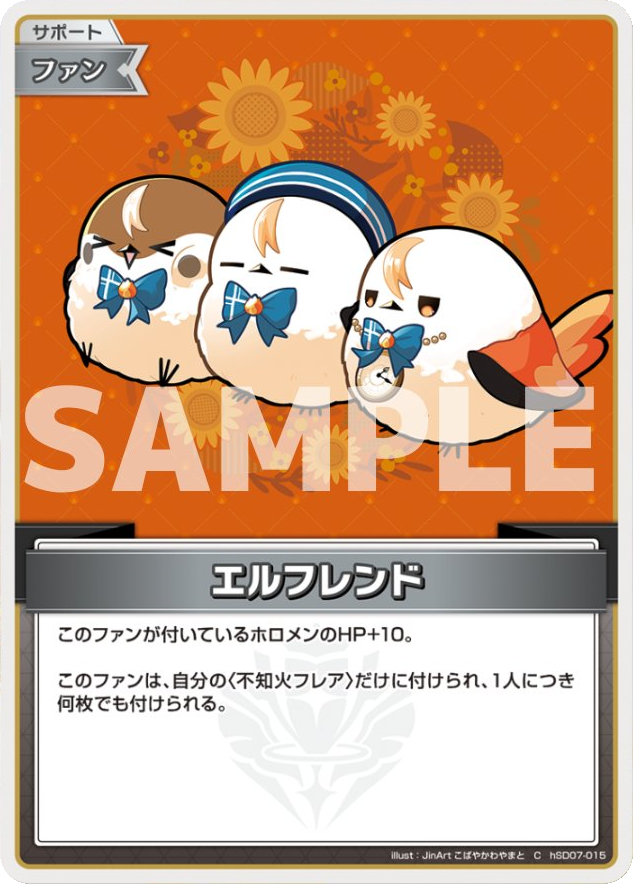 サポート
ファン
SAMPLE
エルフレンド
このファンが付いているホロメンのHP+10。
このファンは、自分の〈不知火フレア〉だけに付けられ、1人につき
何枚でも付けられる。
illust：JinArt こばやかわやまと C hSD07-015